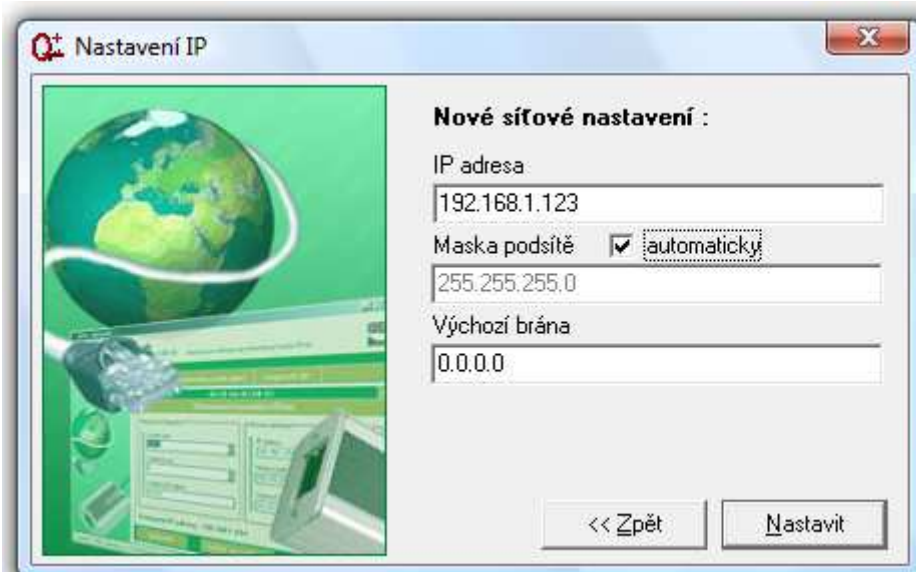 Nastavení IP
Nové síťové nastavení :
IP adresa
192.168.1.123
Maska podsítě automaticky
255.255.255.0
Výchozí brána
0.0.0.0
<< Zpět Nastavit